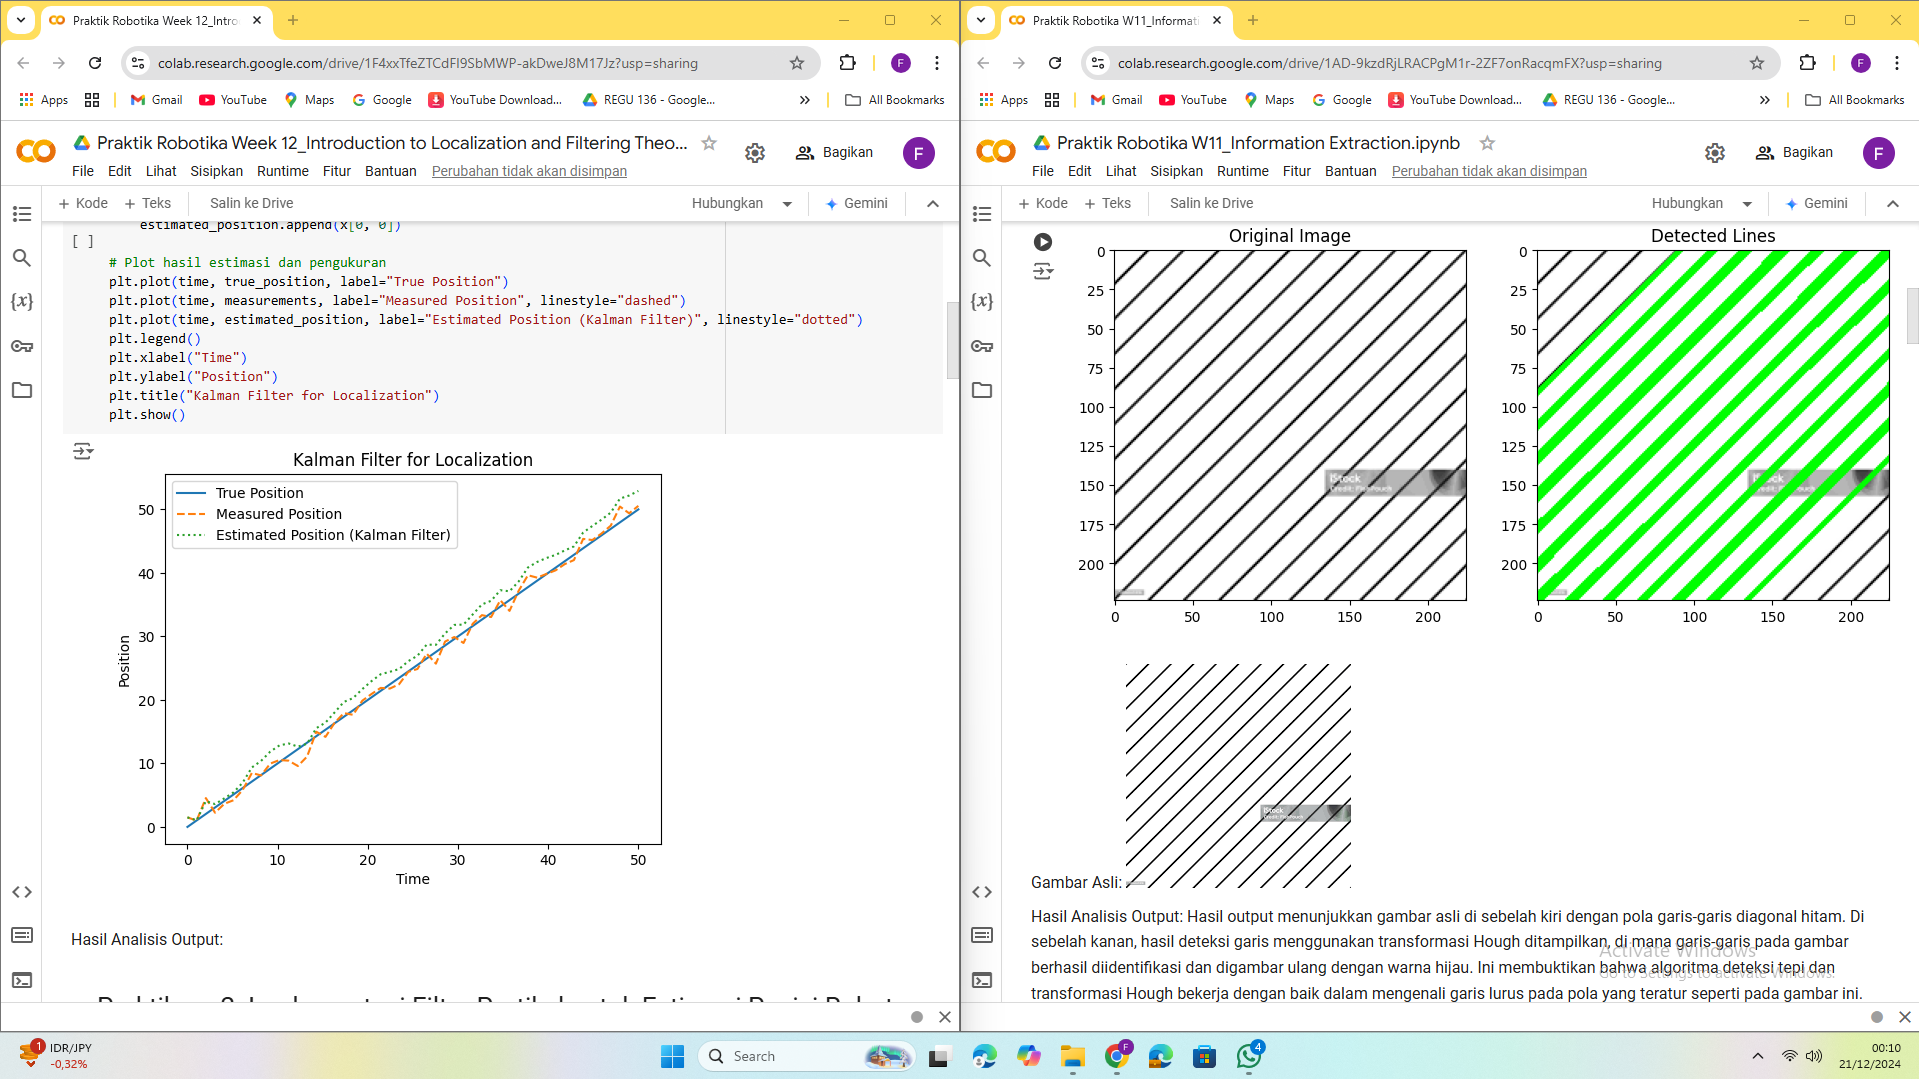 Praktik Robotika Week 12_Intro
colab.research.google.com/drive/1F4xxTfeZTCdFI9SbMWP-akDweJ8M17Jz?usp=sharing
F
Apps
Gmail
YouTube
Maps
Google
YouTube Download...
REGU 136 - Google...
All Bookmarks
Praktik Robotika Week 12_Introduction to Localization and Filtering Theo...
Bagikan
F
File Edit Lihat Sisipkan Runtime Fitur Bantuan Perubahan tidak akan disimpan
+ Kode + Teks Salin ke Drive Hubungkan Gemini
estimated_position.append(x[0, 0])
[ ]
# Plot hasil estimasi dan pengukuran
plt.plot(time, true_position, label="True Position")
plt.plot(time, measurements, label="Measured Position", linestyle="dashed")
plt.plot(time, estimated_position, label="Estimated Position (Kalman Filter)", linestyle="dotted")
plt.legend()
plt.xlabel("Time")
plt.ylabel("Position")
plt.title("Kalman Filter for Localization")
plt.show()
Kalman Filter for Localization
True Position
Measured Position
Estimated Position (Kalman Filter)
50
40
30
20
10
0
Position
0 10 20 30 40 50
Time
Hasil Analisis Output:
Praktik Robotika W11_Informati
colab.research.google.com/drive/1AD-9kzdRjLRACPgM1r-2ZF7onRacqmFX?usp=sharing
F
Apps
Gmail
YouTube
Maps
Google
YouTube Download...
REGU 136 - Google...
All Bookmarks
Praktik Robotika W11_Information Extraction.ipynb
Bagikan
F
File Edit Lihat Sisipkan Runtime Fitur Bantuan Perubahan tidak akan disimpan
+ Kode + Teks Salin ke Drive Hubungkan Gemini
{x}
{x}
Original Image
0
25
50
75
100
125
150
175
200
0 50 100 150 200
iStock
Detected Lines
0
25
50
75
100
125
150
175
200
0 50 100 150 200
iStock
iStock
Gambar Asli:
Hasil Analisis Output: Hasil output menunjukkan gambar asli di sebelah kiri dengan pola garis-garis diagonal hitam. Di
sebelah kanan, hasil deteksi garis menggunakan transformasi Hough ditampilkan, di mana garis-garis pada gambar
berhasil diidentifikasi dan digambar ulang dengan warna hijau. Ini membuktikan bahwa algoritma deteksi tepi dan
transformasi Hough bekerja dengan baik dalam mengenali garis lurus pada pola yang teratur seperti pada gambar ini.
Activate Windows
Go to Settings to activate Windows.
1
IDR/JPY
-0,32%
Search
F
4
00:10
21/12/2024